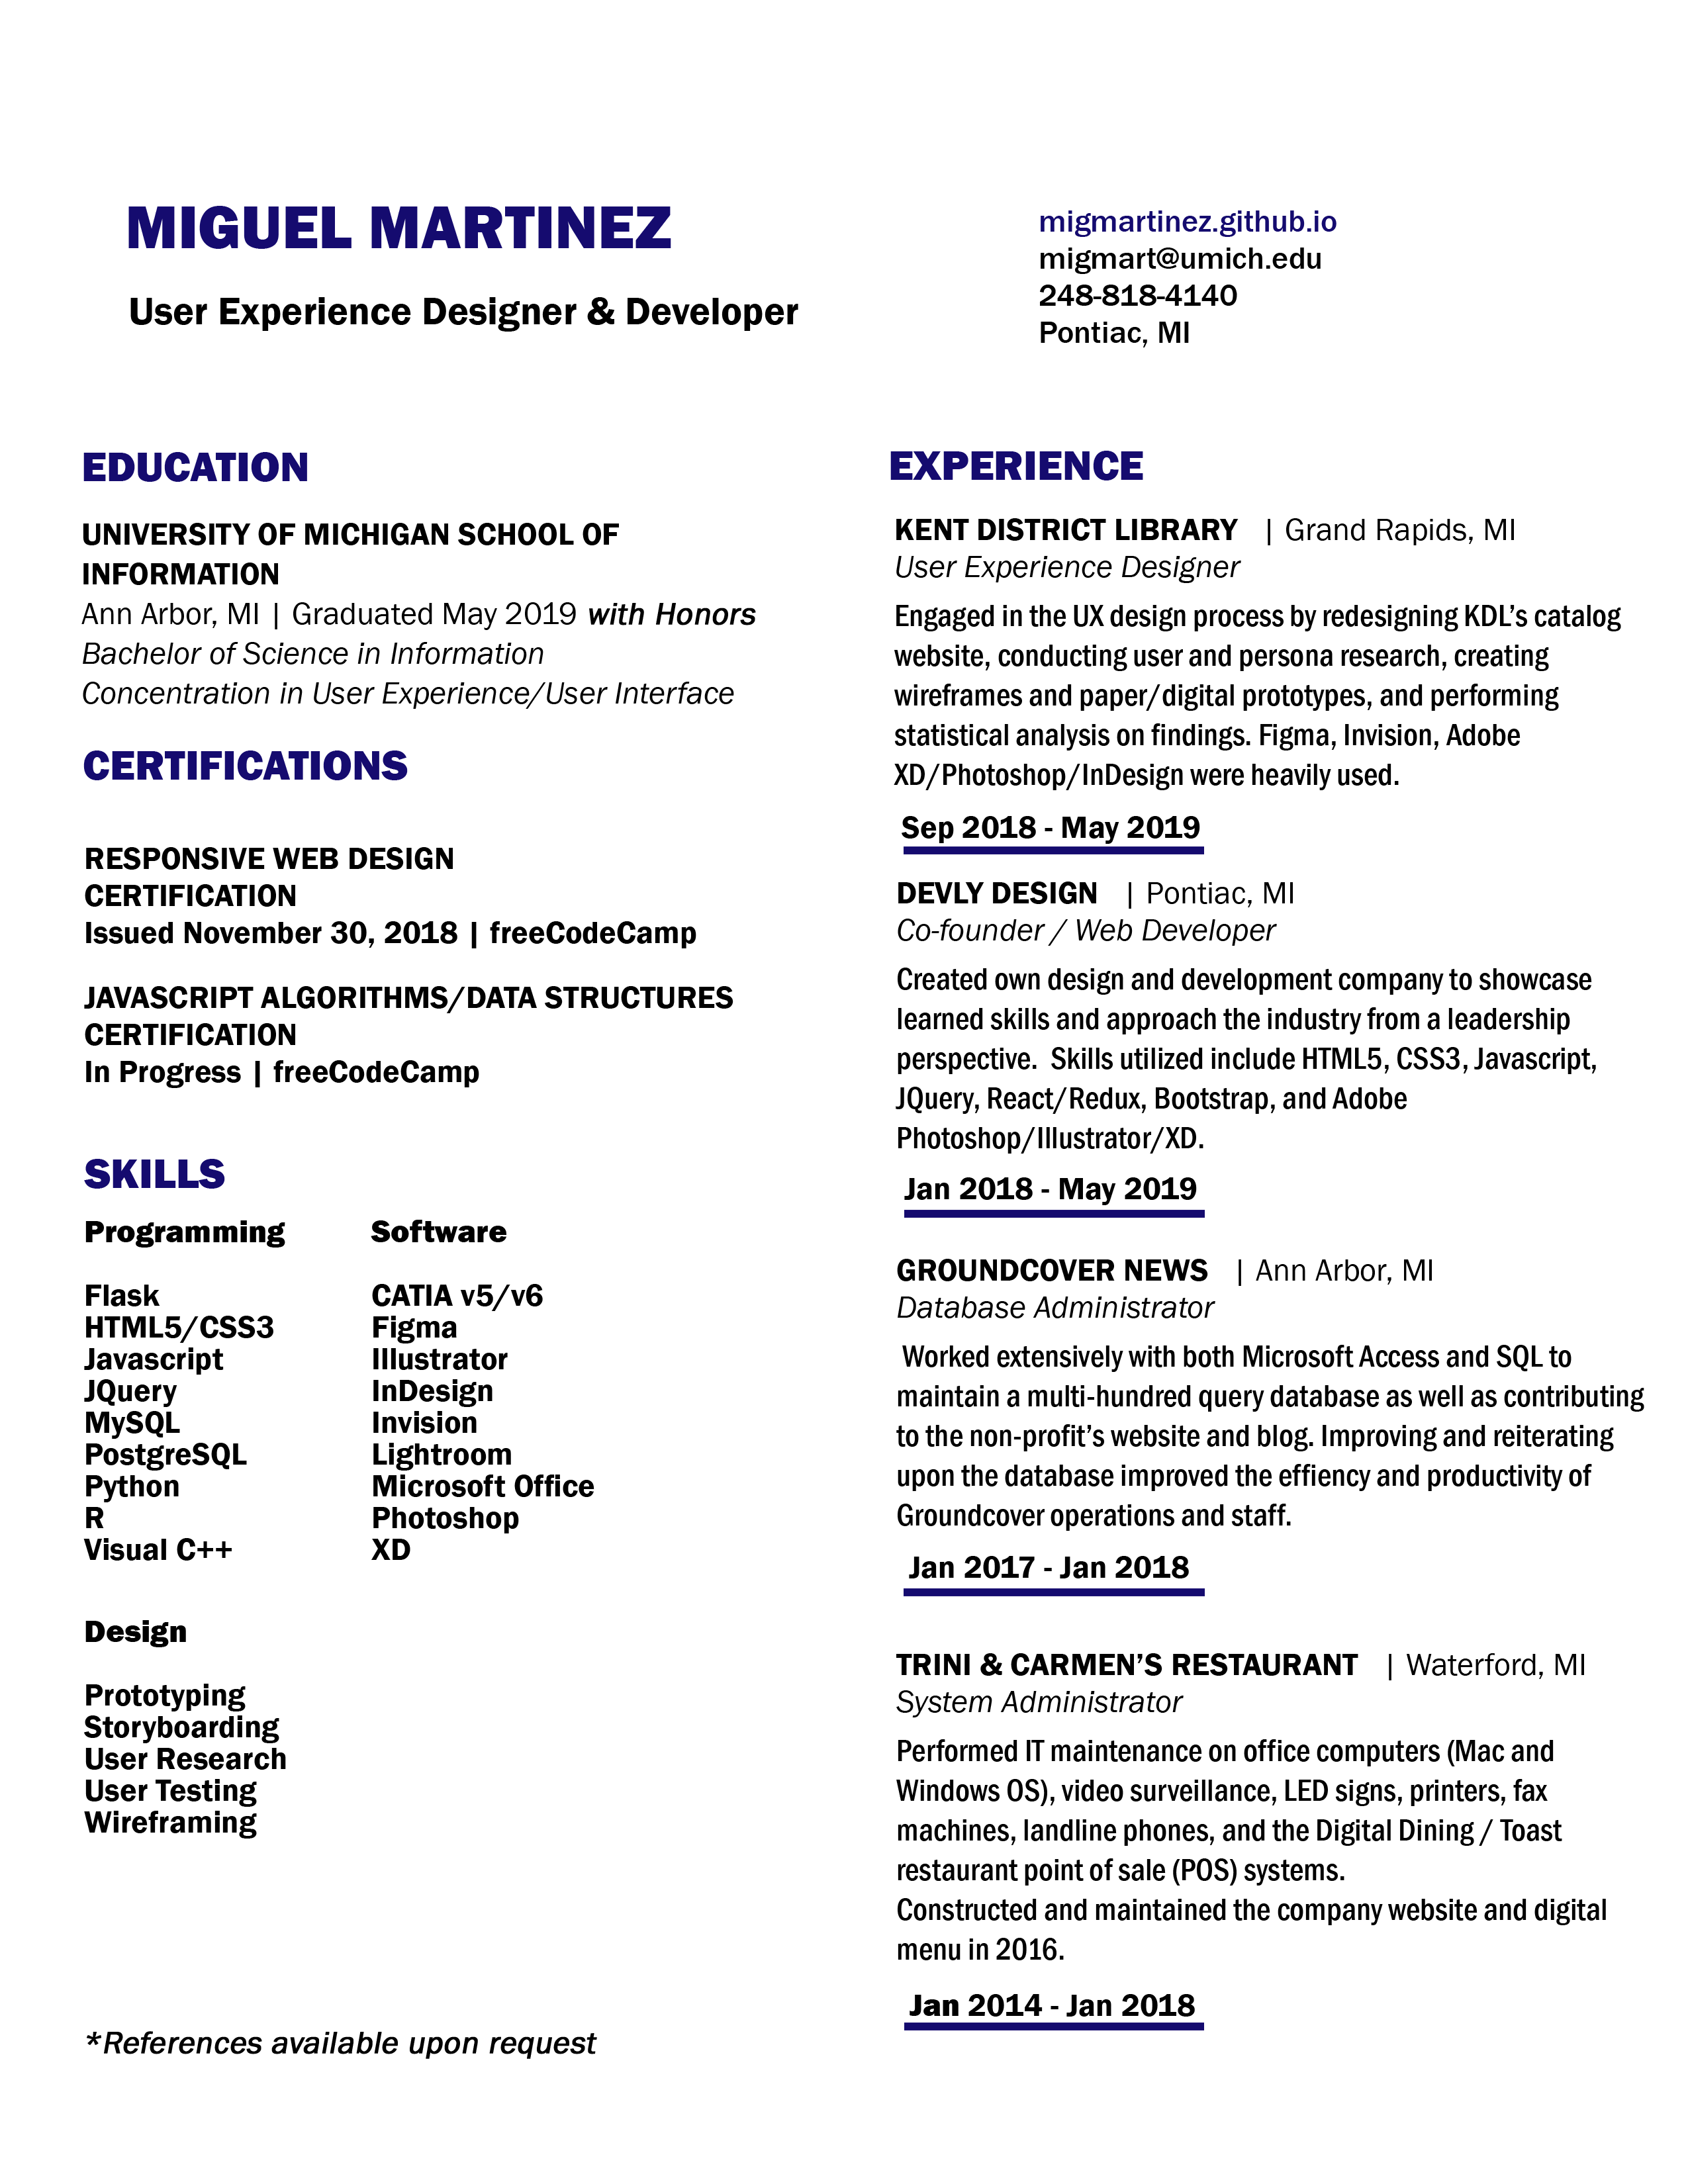 MIGUEL MARTINEZ
User Experience Designer & Developer
migmartinez.github.io
migmart@umich.edu
248-818-4140
Pontiac, MI
EDUCATION
UNIVERSITY OF MICHIGAN SCHOOL OF
INFORMATION
Ann Arbor, MI | Graduated May 2019 with Honors
Bachelor of Science in Information
Concentration in User Experience/User Interface
CERTIFICATIONS
RESPONSIVE WEB DESIGN
CERTIFICATION
Issued November 30, 2018 | freeCodeCamp
JAVASCRIPT ALGORITHMS/DATA STRUCTURES
CERTIFICATION
In Progress | freeCodeCamp
SKILLS
Programming
Flask
HTML5/CSS3
Javascript
JQuery
MySQL
PostgreSQL
Python
R
Visual C++
Software
CATIA v5/v6
Figma
Illustrator
InDesign
Invision
Lightroom
Microsoft Office
Photoshop
XD
Design
Prototyping
Storyboarding
User Research
User Testing
Wireframing
*References available upon request
EXPERIENCE
KENT DISTRICT LIBRARY | Grand Rapids, MI
User Experience Designer
Engaged in the UX design process by redesigning KDL’s catalog
website, conducting user and persona research, creating
wireframes and paper/digital prototypes, and performing
statistical analysis on findings. Figma, Invision, Adobe
XD/Photoshop/InDesign were heavily used.
Sep 2018 - May 2019
DEVLY DESIGN | Pontiac, MI
Co-founder / Web Developer
Created own design and development company to showcase
learned skills and approach the industry from a leadership
perspective. Skills utilized include HTML5, CSS3, Javascript,
JQuery, React/Redux, Bootstrap, and Adobe
Photoshop/Illustrator/XD.
Jan 2018 - May 2019
GROUNDCOVER NEWS | Ann Arbor, MI
Database Administrator
Worked extensively with both Microsoft Access and SQL to
maintain a multi-hundred query database as well as contributing
to the non-profit’s website and blog. Improving and reiterating
upon the database improved the effiency and productivity of
Groundcover operations and staff.
Jan 2017 - Jan 2018
TRINI & CARMEN’S RESTAURANT | Waterford, MI
System Administrator
Performed IT maintenance on office computers (Mac and
Windows OS), video surveillance, LED signs, printers, fax
machines, landline phones, and the Digital Dining / Toast
restaurant point of sale (POS) systems.
Constructed and maintained the company website and digital
menu in 2016.
Jan 2014 - Jan 2018